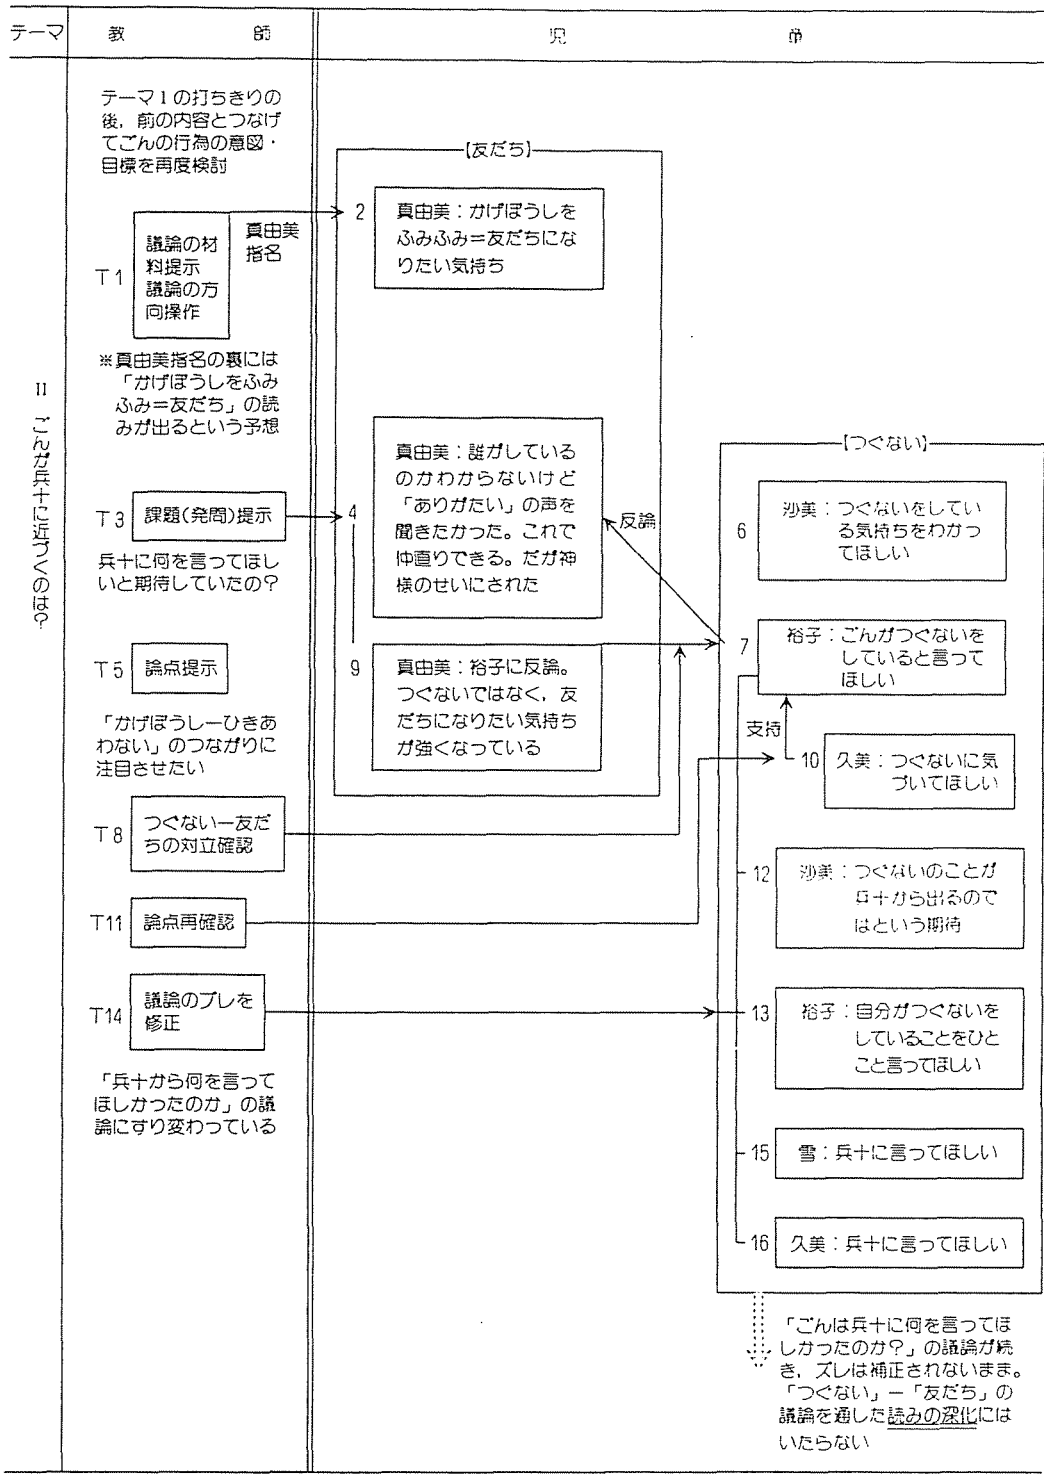 テーマ
教 師
児 童
II ごんが兵十に近づくのは?
テーマ1の打ちきりの
後，前の内容とつなげ
てごんの行為の意図・
目標を再度検討
T1
議論の材
料提示
議論の方
向操作
真由美
指名
※真由美指名の裏には
「かげぼうしをふみ
ふみ＝友だち」の読
みが出るという予想
T3
課題(発問)提示
兵十に何を言ってほし
いと期待していたの?
T5
論点提示
「かげぼうしーひきあ
わない」のつながりに
注目させたい
T8
つぐないー友だ
ちの対立確認
T11
論点再確認
T14
議論のブレを
修正
「兵十から何を言って
ほしかったのか」の議
論にすり変わっている
【友だち】
2
真由美：かげぼうしを
ふみふみ＝友だちにな
りたい気持ち
4
真由美：誰がしている
のかわからないけど
「ありがたい」の声を
聞きたかった。これで
仲直りできる。だが神
様のせいにされた
9
真由美：裕子に反論。
つぐないではなく，友
だちになりたい気持ち
が強くなっている
反論
【つぐない】
6
沙美：つぐないをしてい
る気持ちをわかっ
てほしい
7
裕子：ごんがつぐないを
していると言って
ほしい
支持
10
久美：つぐないに気
づいてほしい
12
沙美：つぐないのことが
兵十から出るので
はという期待
13
裕子：自分がつぐないを
していることをひと
こと言ってほしい
15
雪：兵十に言ってほしい
16
久美：兵十に言ってほしい
「ごんは兵十に何を言ってほ
しかったのか?」の議論が続
き，ズレは補正されないまま。
「つぐない」ー「友だち」の
議論を通した読みの深化には
いたらない